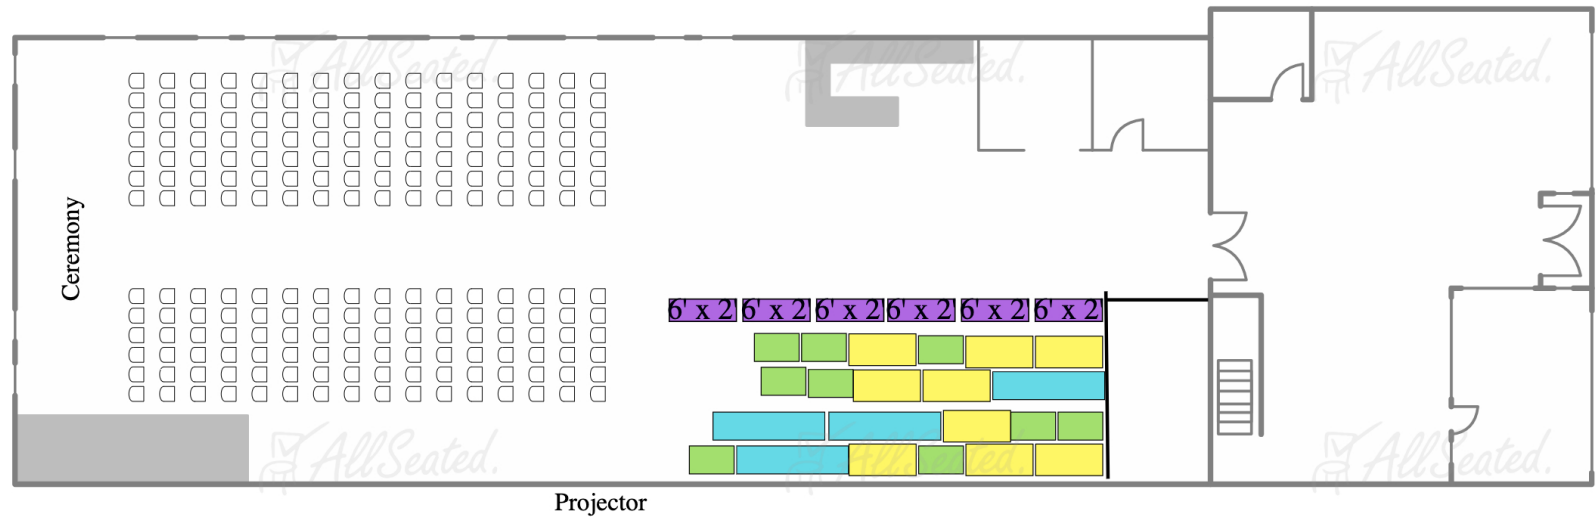 AllSeated.
AllSeated.
AllSeated.
Ceremony
6' x 2'
6' x 2'
6' x 2'
6' x 2'
6' x 2'
6' x 2'
AllSeated.
AllSeated.
AllSeated.
Projector